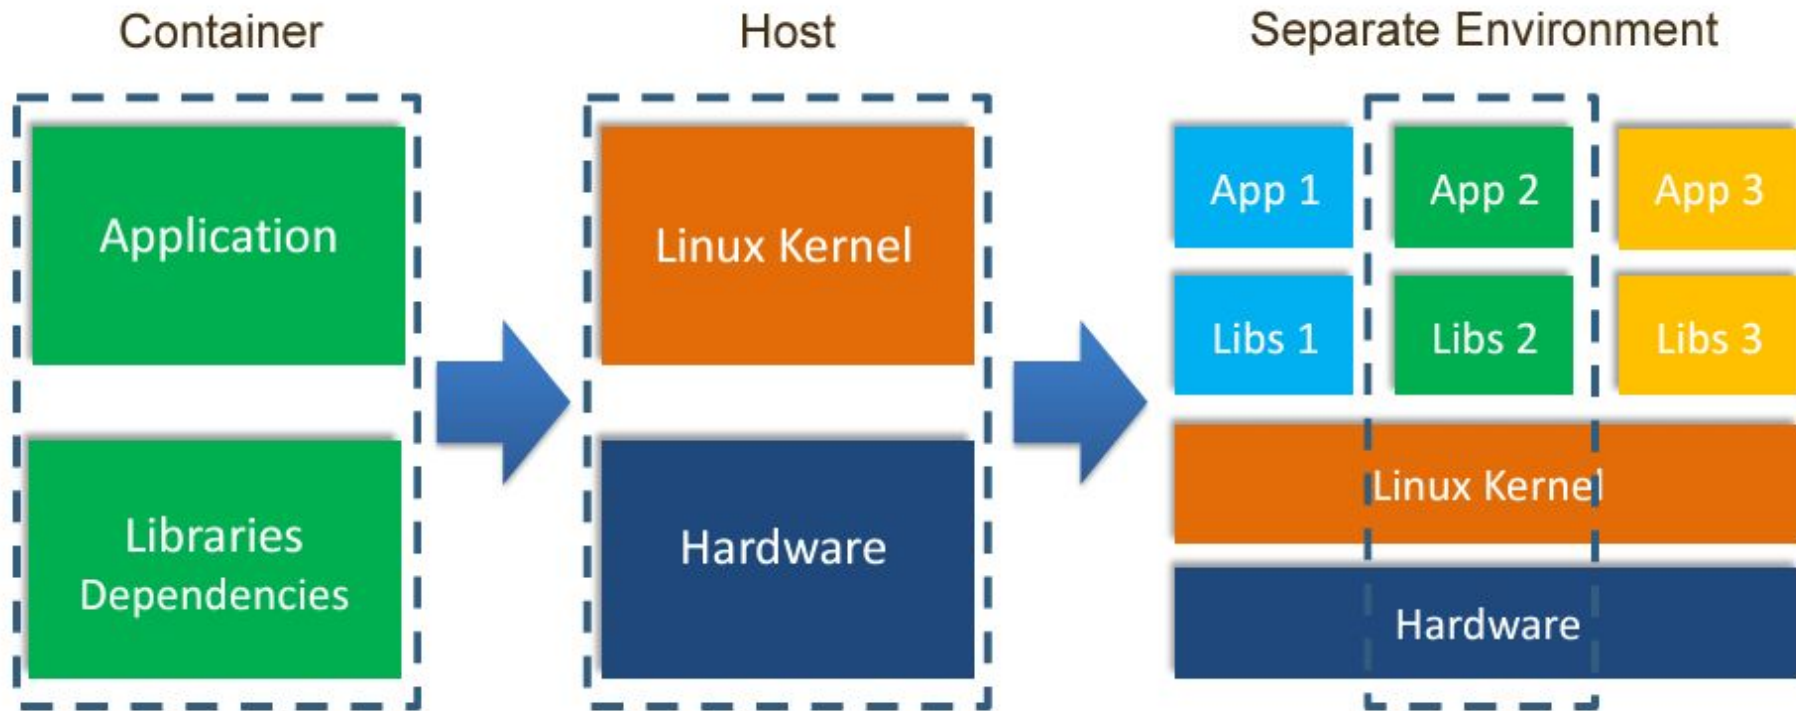 Container
Application
Libraries
Dependencies
Host
Linux Kernel
Hardware
Separate Environment
App 1
App 2
App 3
Libs 1
Libs 2
Libs 3
Linux Kernel
Hardware